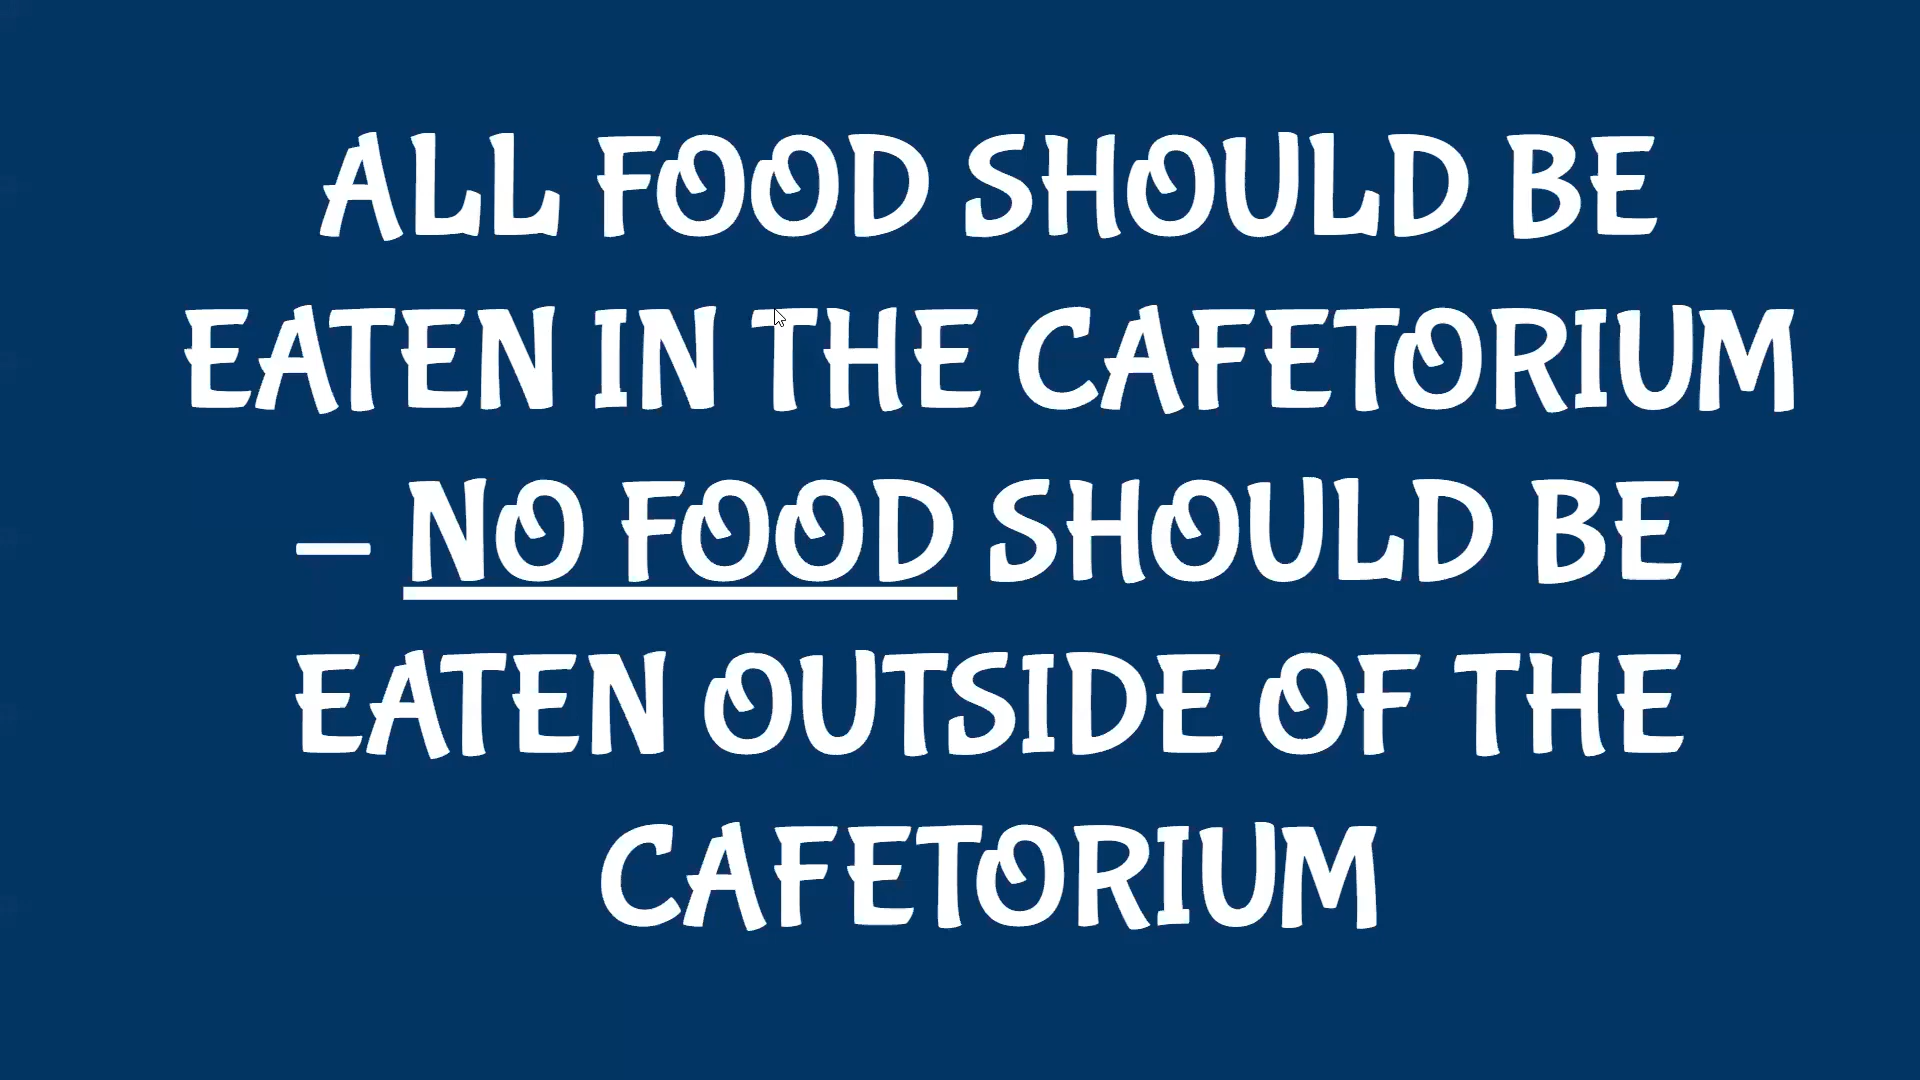 ALL FOOD SHOULD BE
EATEN IN THE CAFETORIUM
– NO FOOD SHOULD BE
EATEN OUTSIDE OF THE
CAFETORIUM